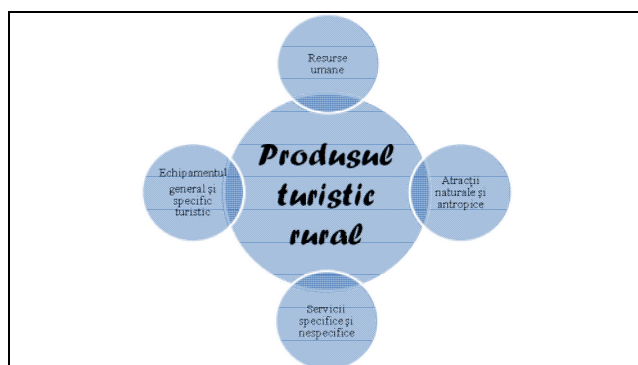 Resurse
umane
Produsul
turistic
rural
Echipamentul
general și
specific
turistic
Atracții
naturale și
antropice
Servicii
specifice și
nespecifice